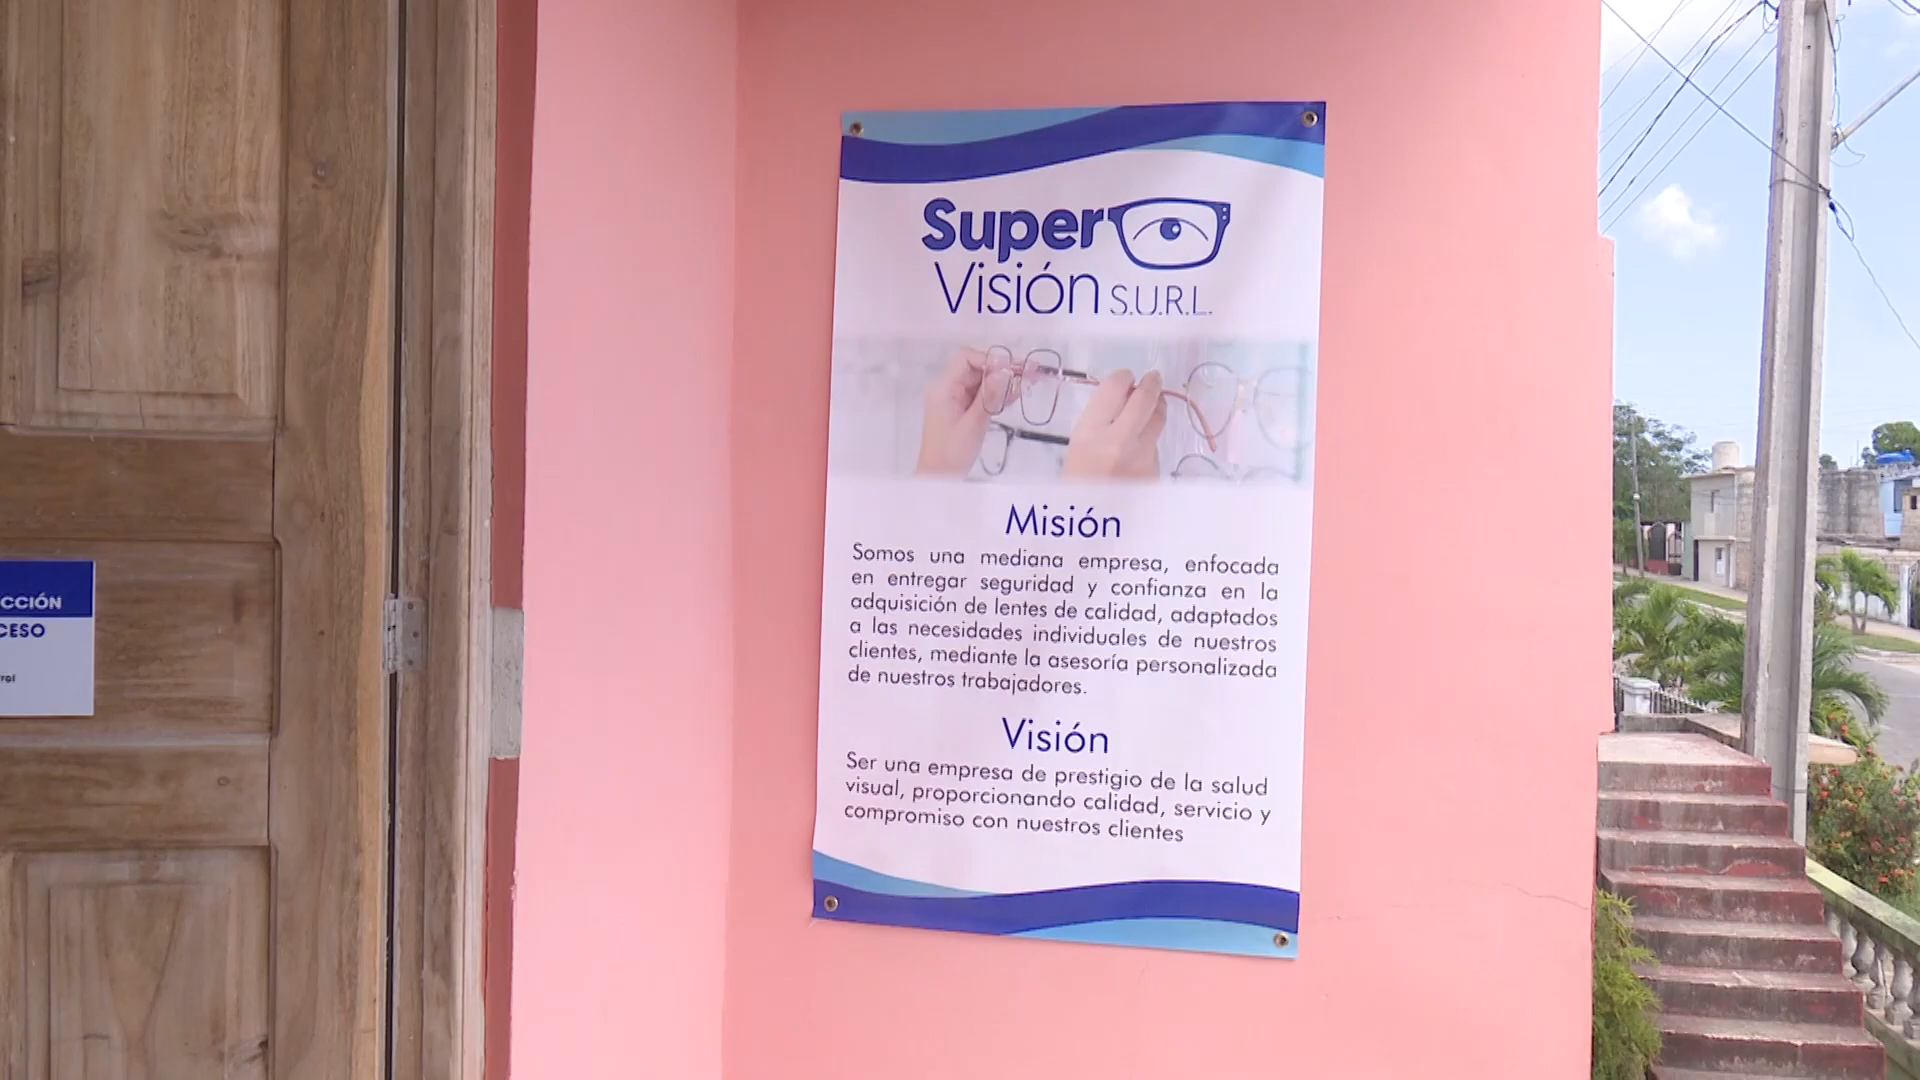 CCIÓN
CESO
Super
Visión S.U.R.L.
Misión
Somos una mediana empresa, enfocada
en entregar seguridad y confianza en la
adquisición de lentes de calidad, adaptados
a las necesidades individuales de nuestros
clientes, mediante la asesoría personalizada
de nuestros trabajadores.
Visión
Ser una empresa de prestigio de la salud
visual, proporcionando calidad, servicio y
compromiso con nuestros clientes